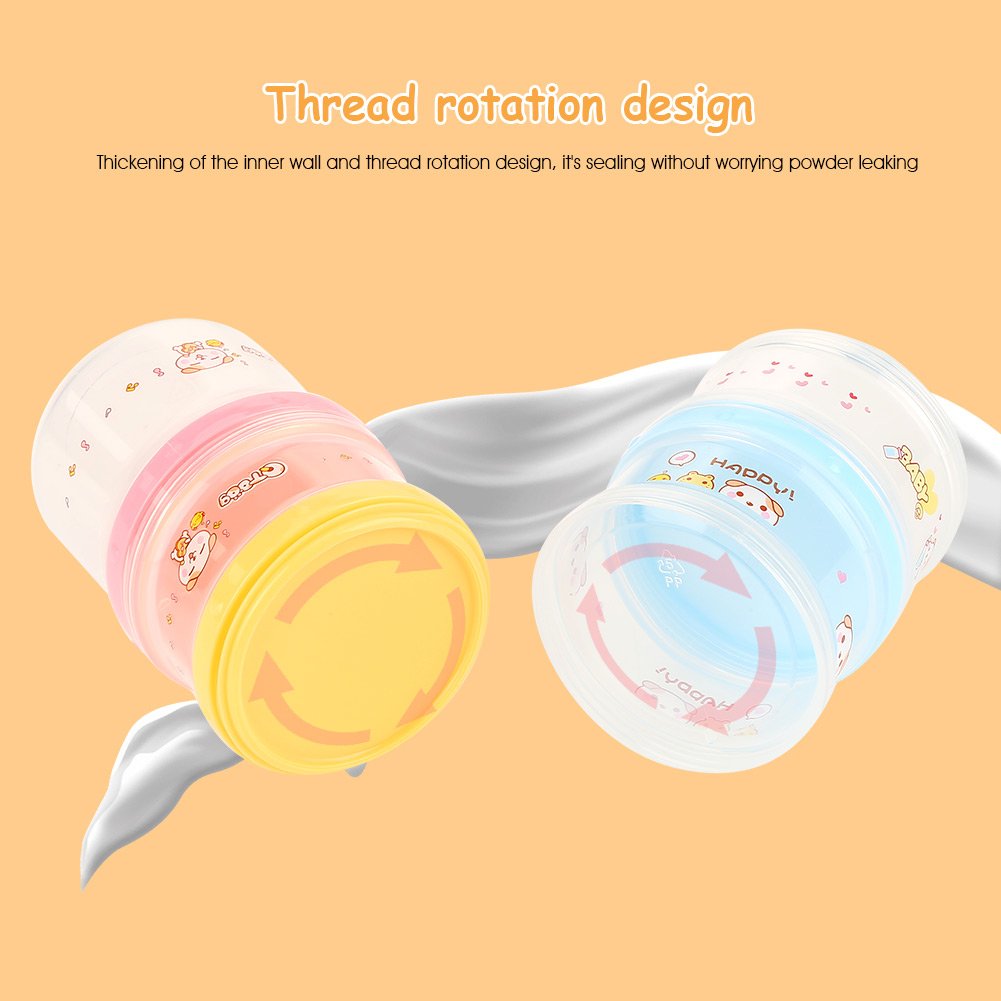 Thread rotation design
Thickening of the inner wall and thread rotation design, it's sealing without worrying powder leaking
HAPPY!
5
PP
HAPPY!